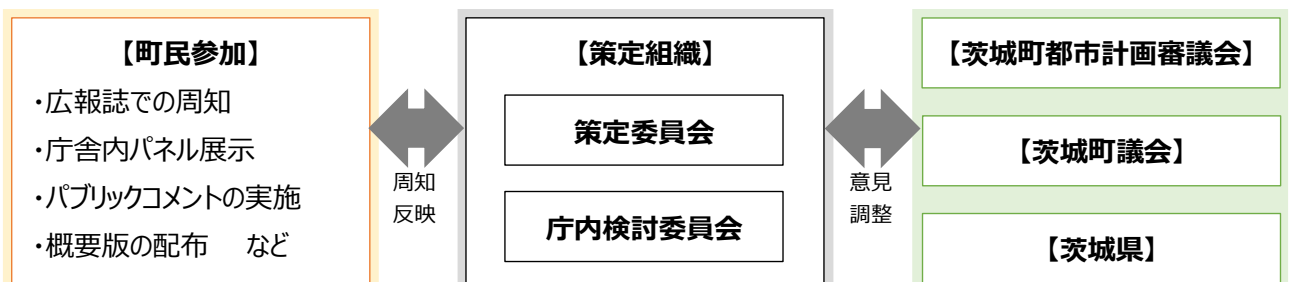 【町民参加】
・広報誌での周知
・庁舎内パネル展示
・パブリックコメントの実施
・概要版の配布　など
周知
反映
【策定組織】
策定委員会
庁内検討委員会
意見
調整
【茨城町都市計画審議会】
【茨城町議会】
【茨城県】